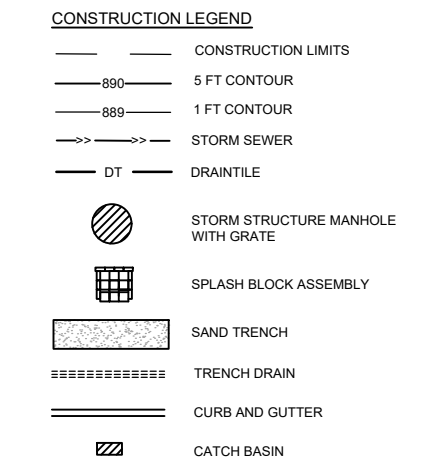 CONSTRUCTION LEGEND
CONSTRUCTION LIMITS
890 5 FT CONTOUR
889 1 FT CONTOUR
>> >> STORM SEWER
DT DRAINTILE
STORM STRUCTURE MANHOLE
WITH GRATE
SPLASH BLOCK ASSEMBLY
SAND TRENCH
TRENCH DRAIN
CURB AND GUTTER
CATCH BASIN